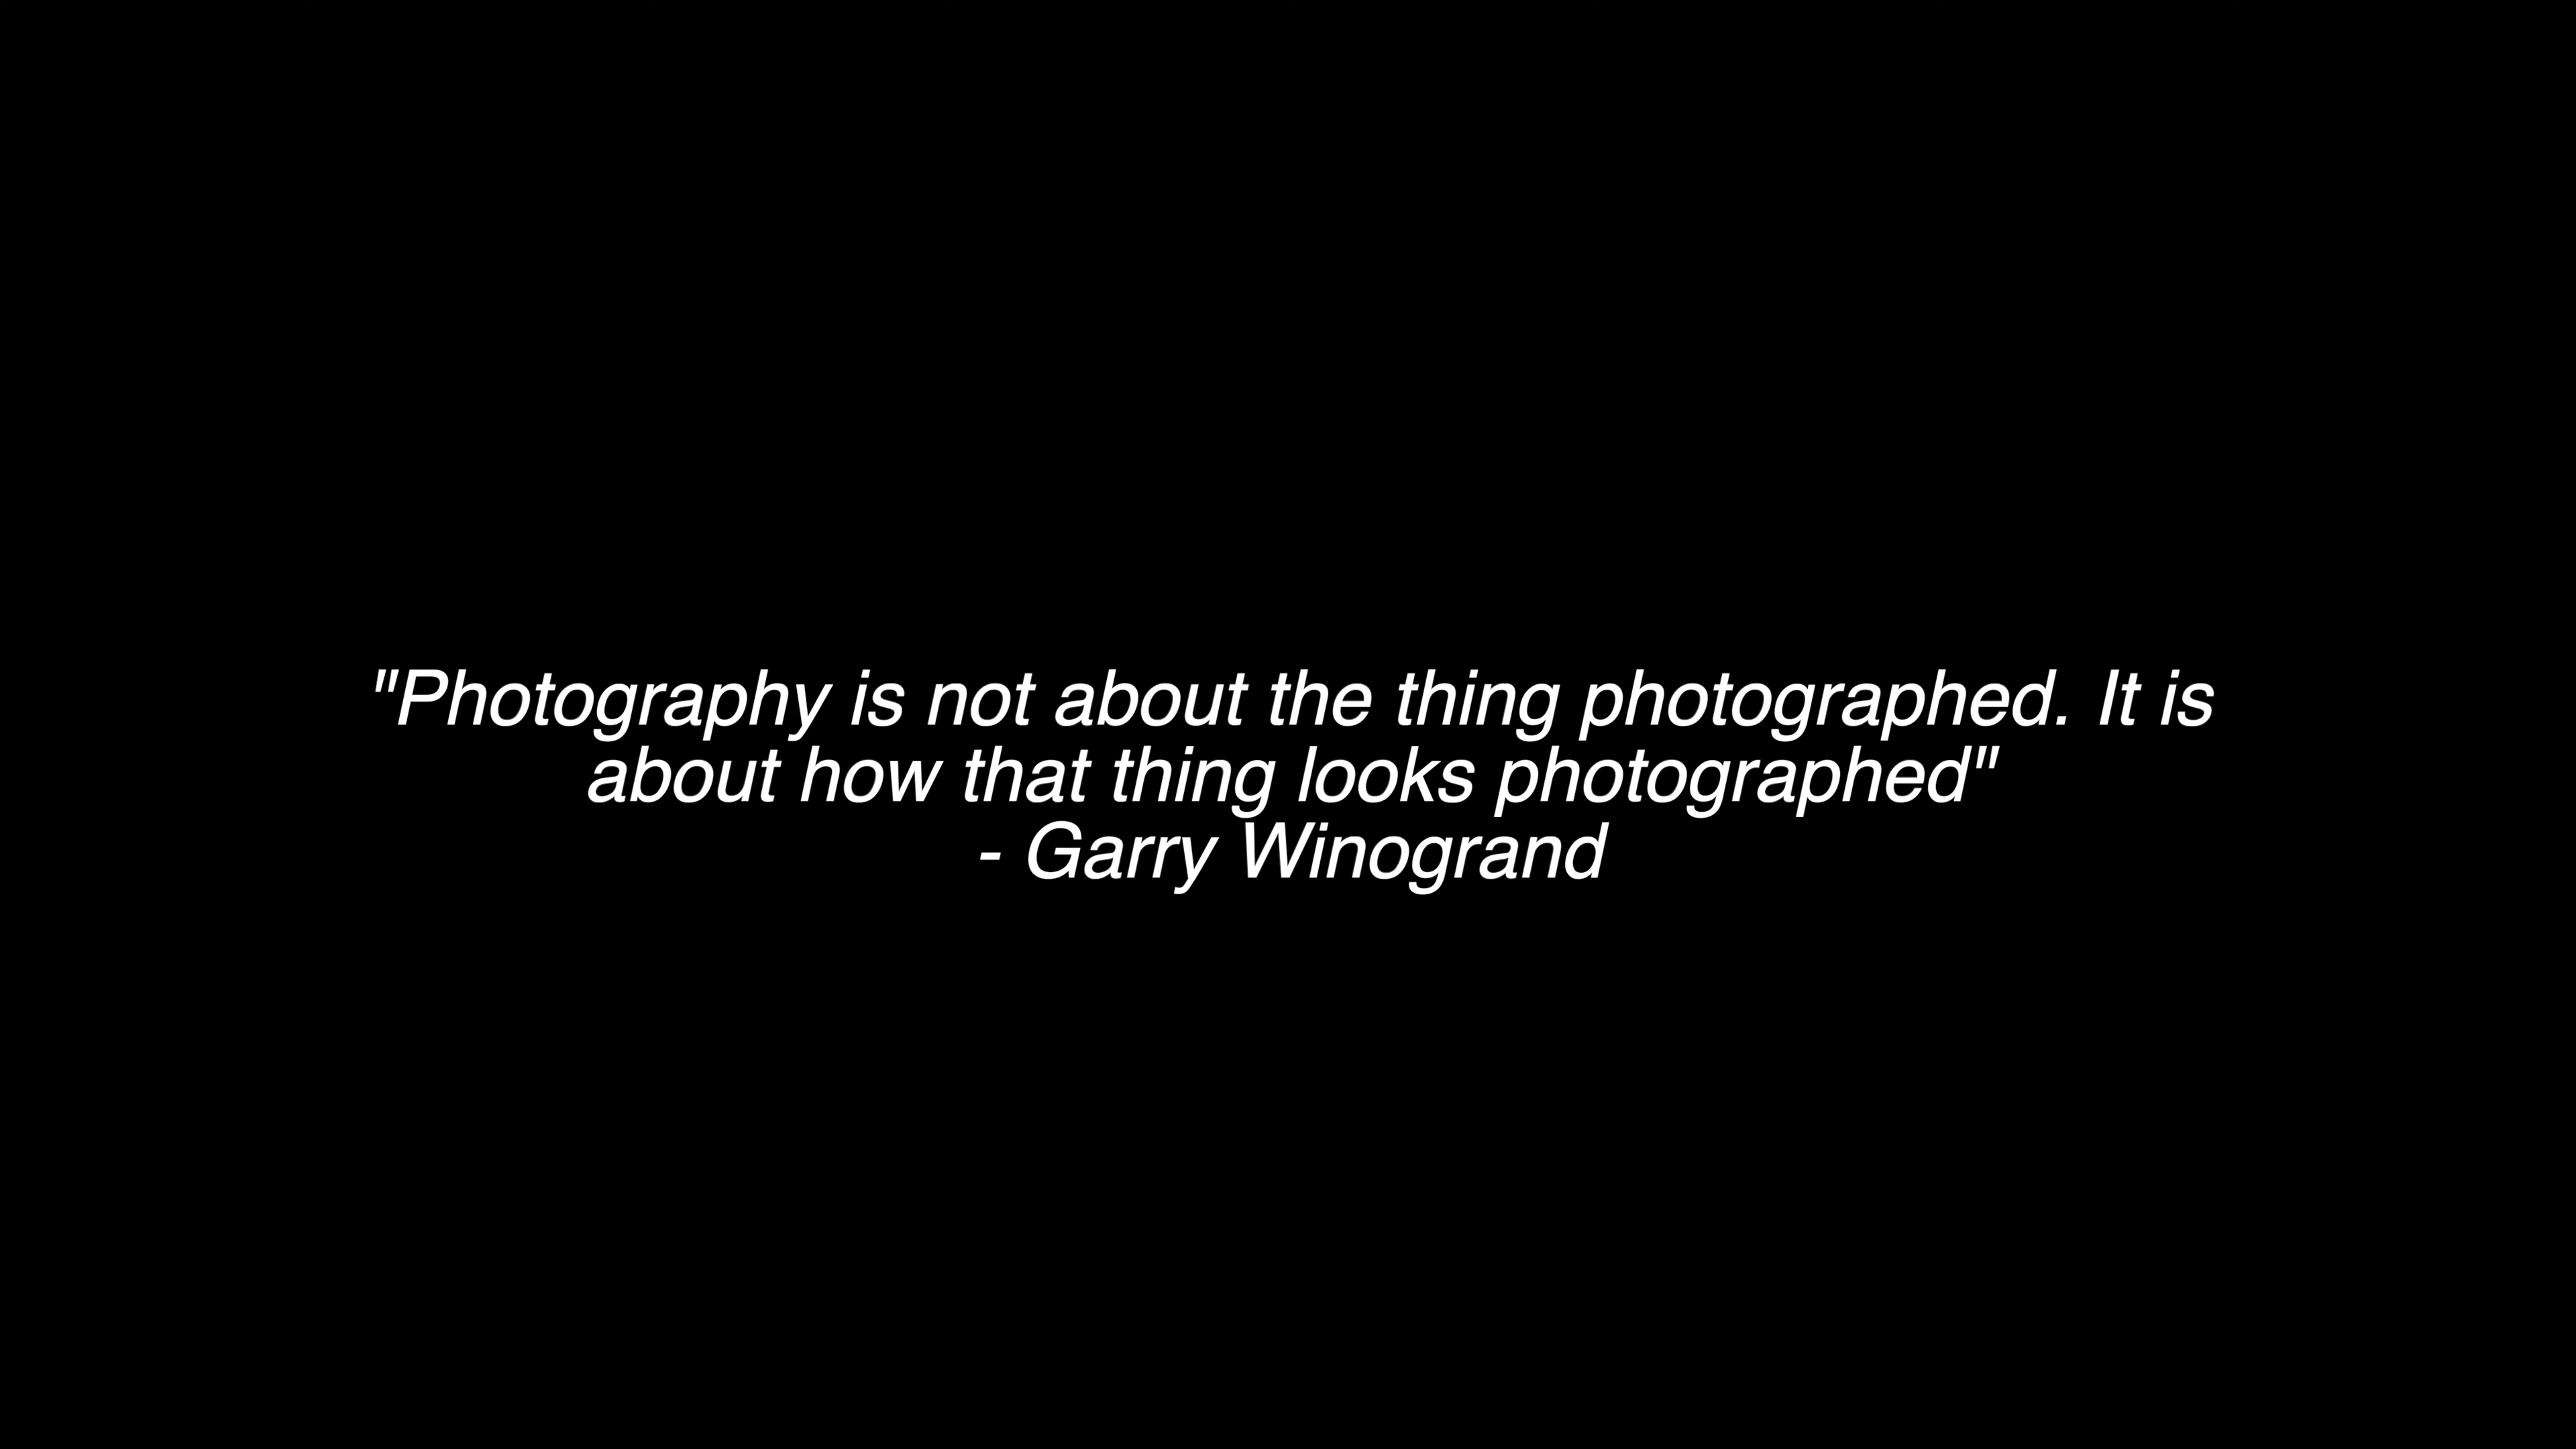 "Photography is not about the thing photographed. It is
about how that thing looks photographed"
- Garry Winogrand